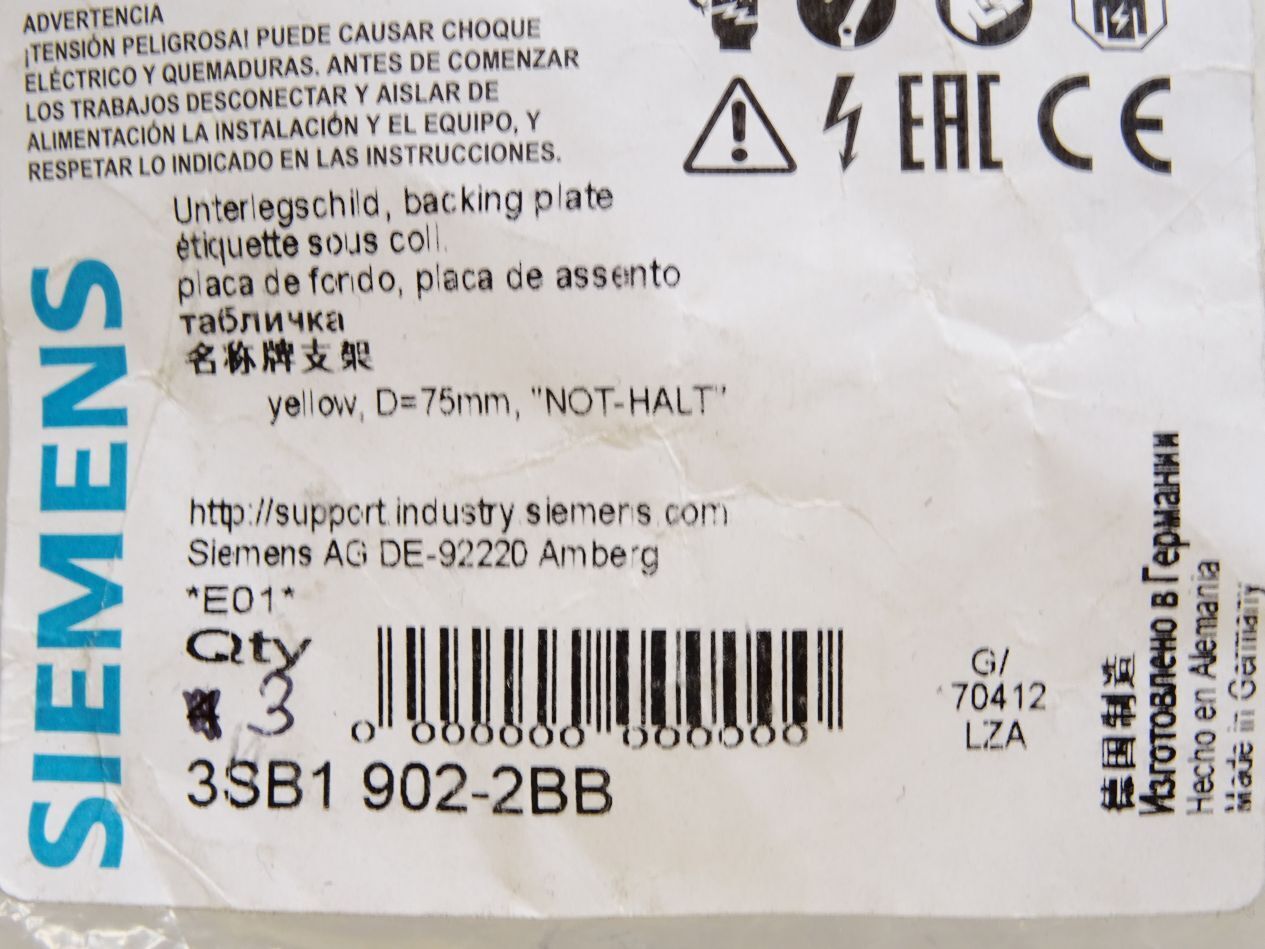 ADVERTENCIA
¡TENSIÓN PELIGROSA! PUEDE CAUSAR CHOQUE
ELÉCTRICO Y QUEMADURAS. ANTES DE COMENZAR
LOS TRABAJOS DESCONECTAR Y AISLAR DE
ALIMENTACIÓN LA INSTALACIÓN Y EL EQUIPO, Y
RESPETAR LO INDICADO EN LAS INSTRUCCIONES.
EAC CE
Unterlegschild, backing plate
étiquette sous coll.
placa de fondo, placa de assento
табличка
名称牌支架
yellow, D=75mm, "NOT-HALT"
SIEMENS
http://support.industry.siemens.com
Siemens AG DE-92220 Amberg
*E01*
Qty
3
0 000000 000000
3SB1 902-2BB
G/
70412
LZA
德国制造
Изготовлено в Германии
Hecho en Alemania
Made in Germany